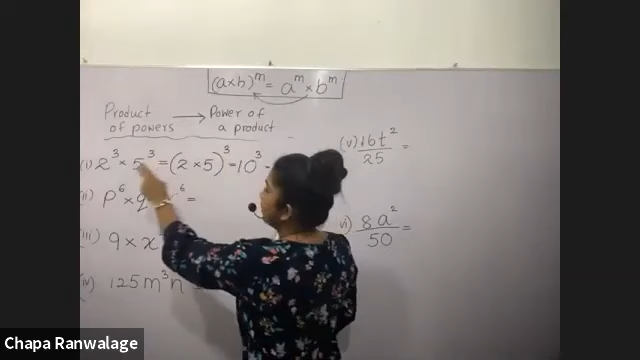 (a×b)^m = a^m × b^m
Product of powers → Power of a product
(i) 2^3 × 5^3 = (2 × 5)^3 = 10^3
(ii) p^6 × q^6 =
(iii) 9 × x
(iv) 125 m^3 n
(v) 16t^2/25 =
vi) 8a^2/50 =
Chapa Ranwalage